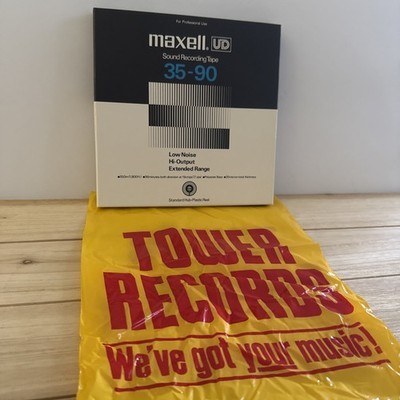 For Professional Use
maxell UD
Sound Recording Tape
35-90
Low Noise
Hi-Output
Extended Range
Standard Hub Plastic Reel
TOWER
RECORDS
We've got your music!